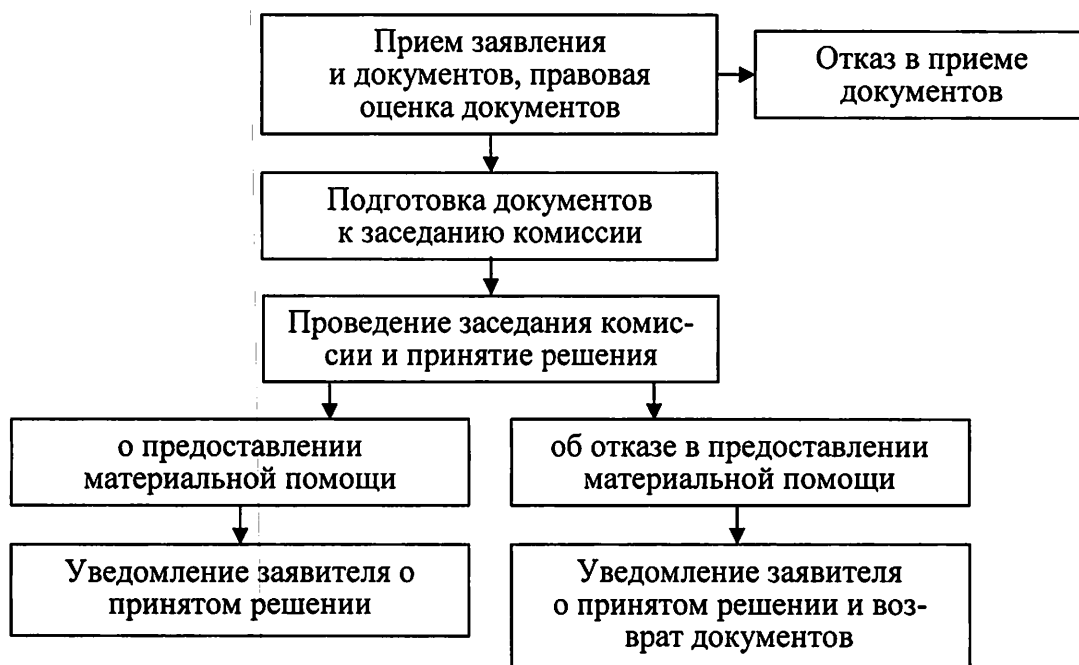 Прием заявления
и документов, правовая
оценка документов
Отказ в приеме
документов
Подготовка документов
к заседанию комиссии
Проведение заседания комис-
сии и принятие решения
о предоставлении
материальной помощи
об отказе в предоставлении
материальной помощи
Уведомление заявителя о
принятом решении
Уведомление заявителя
о принятом решении и воз-
врат документов